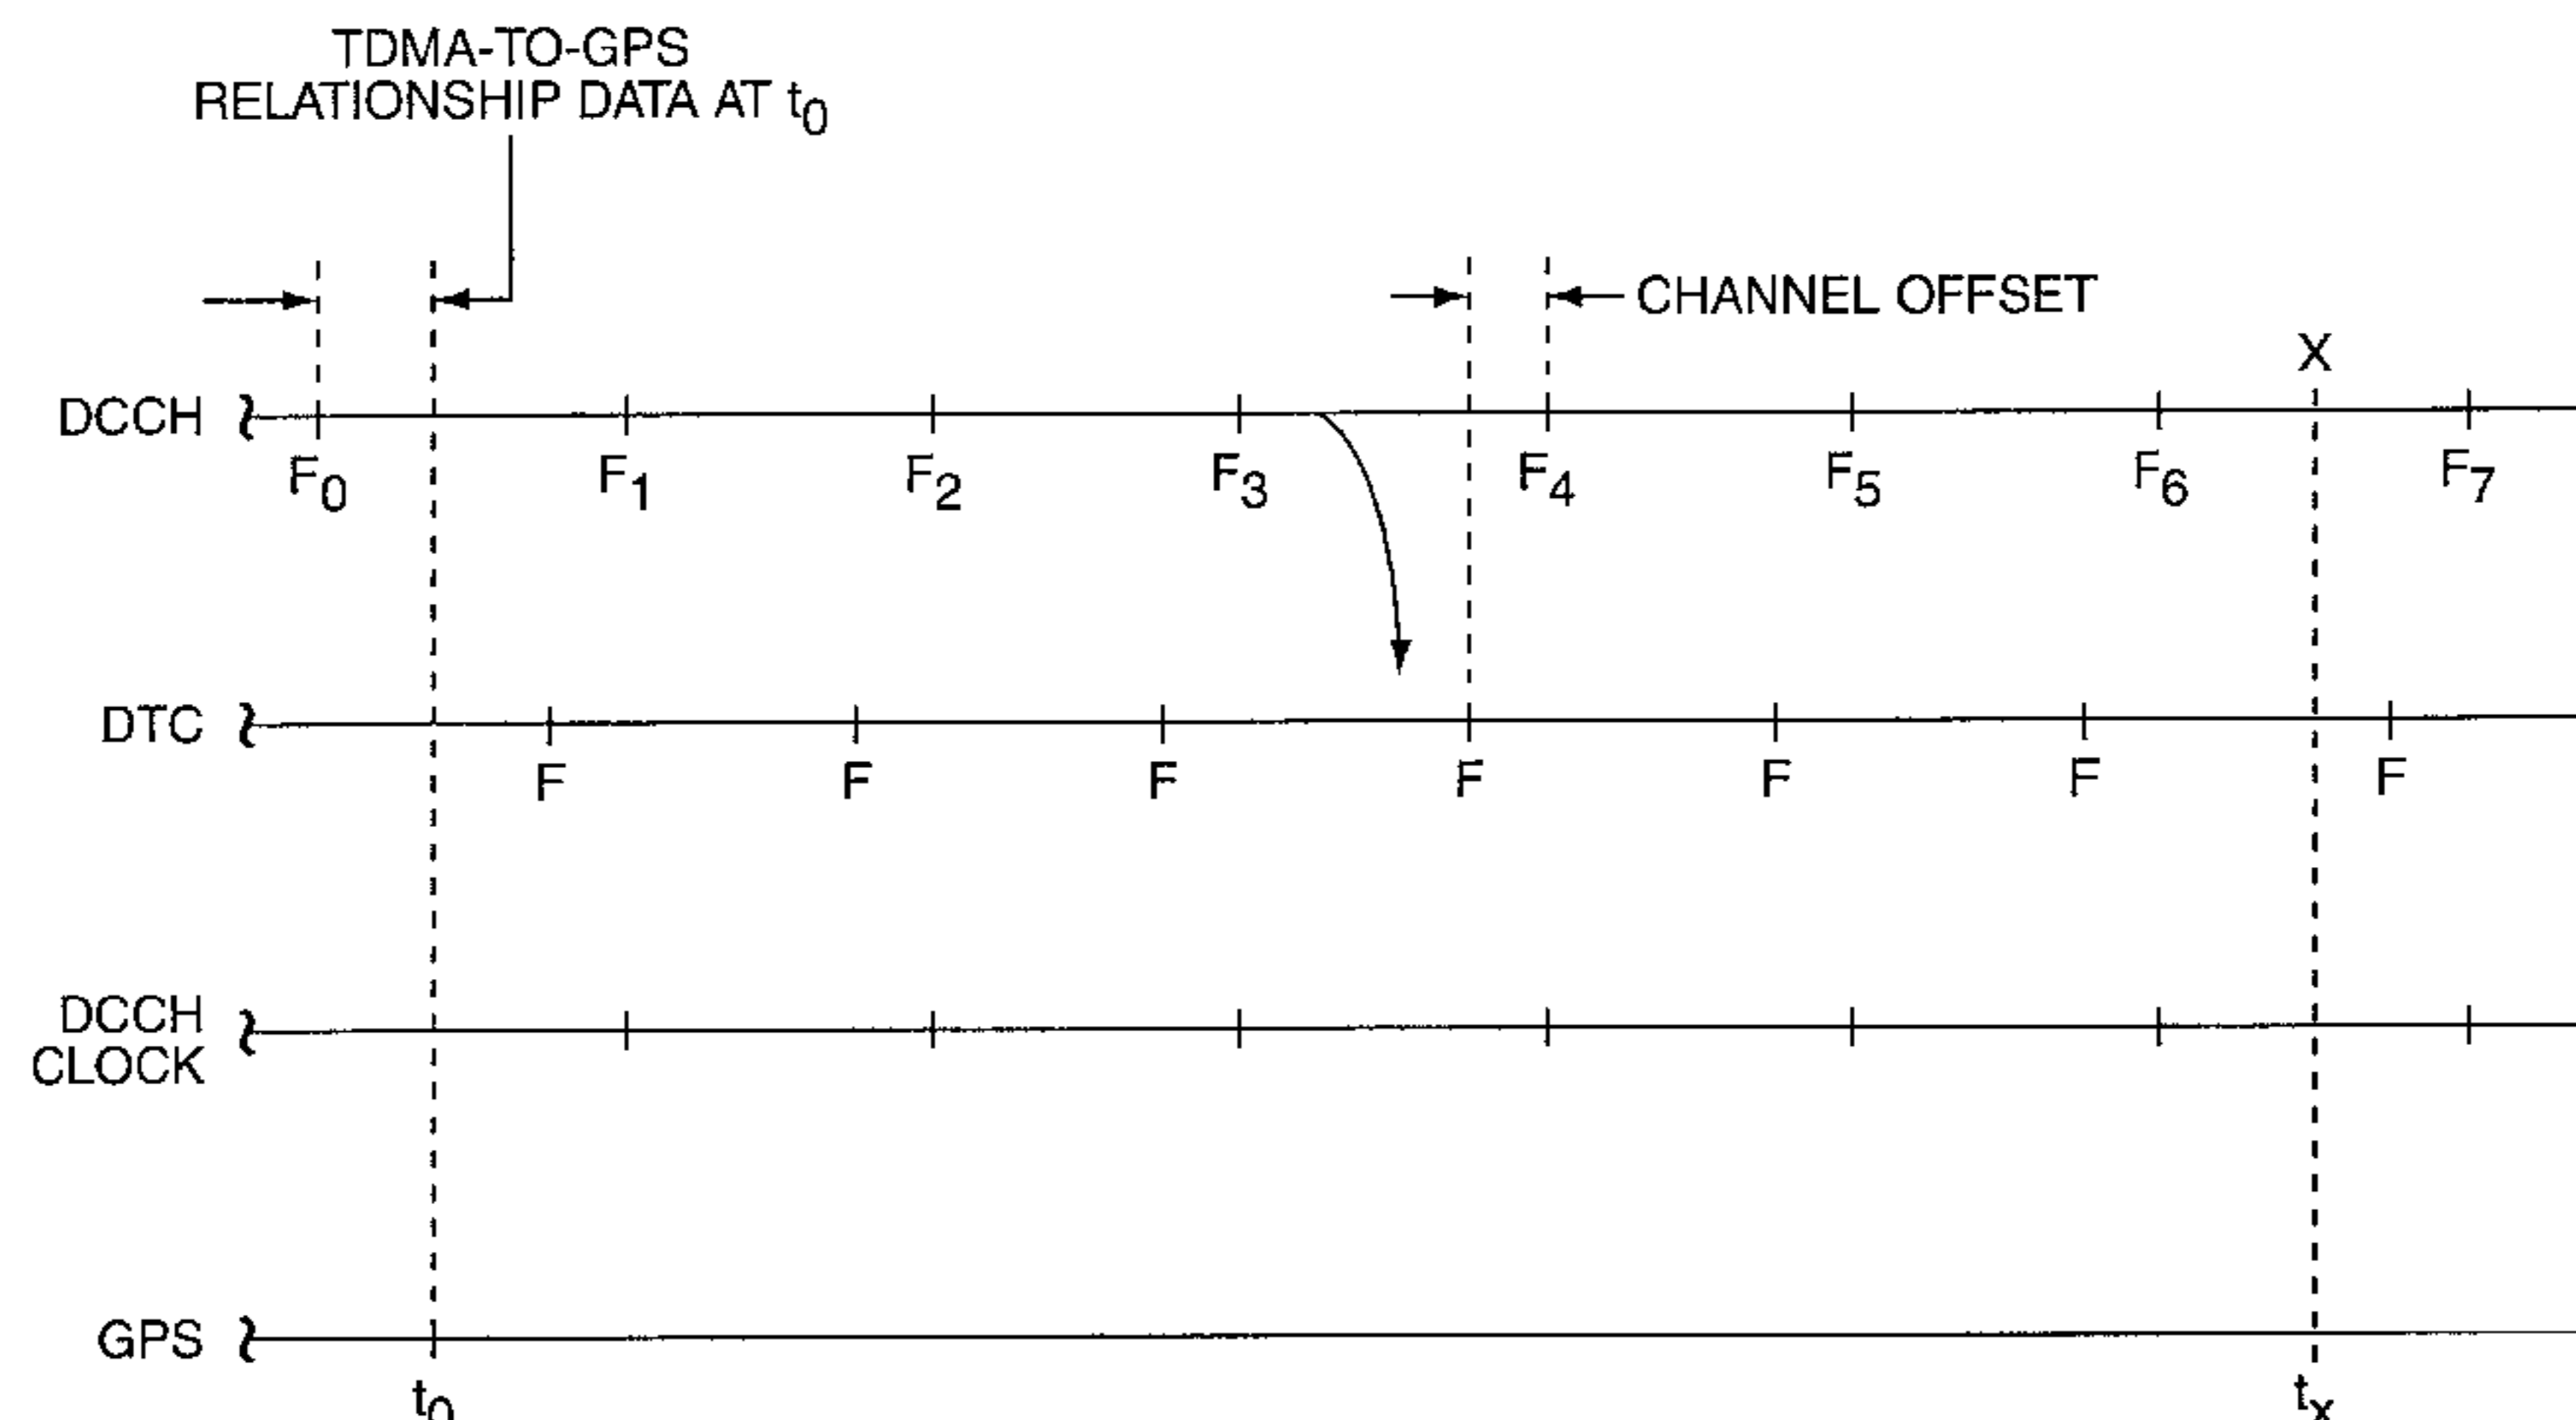 TDMA-TO-GPS
RELATIONSHIP DATA AT t0
CHANNEL OFFSET
X
DCCH
F0 F1 F2 F3 F4 F5 F6 F7
DTC
F F F F F F F
DCCH
CLOCK
GPS
t0 tx